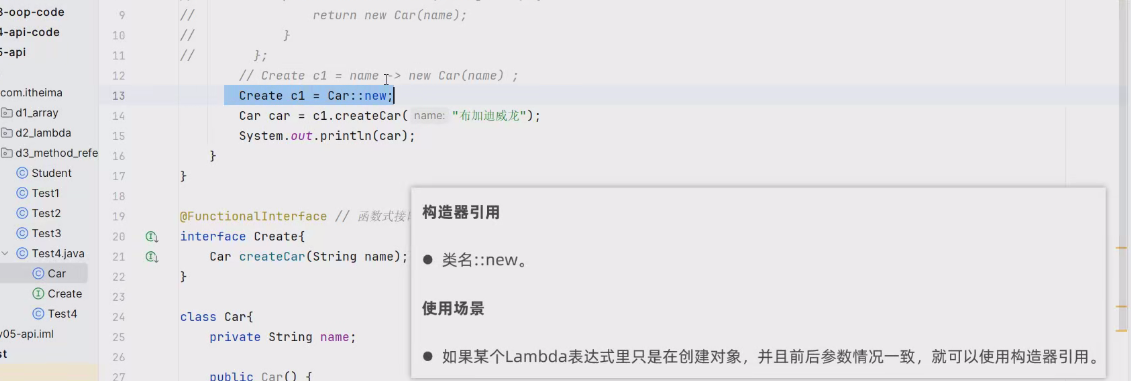 3-oop-code
4-api-code
5-api
com.itheima
d1_array
d2_lambda
d3_method_refe
Student
Test1
Test2
Test3
Test4.java
Car
Create
Test4
y05-api.iml
st
9 // return new Car(name);
10 // }
11 // };
12 // Create c1 = name -> new Car(name) ;
13 Create c1 = Car::new;
14 Car car = c1.createCar( name: "布加迪威龙");
15 System.out.println(car);
16 }
17 }
18
19 @FunctionalInterface // 函数式接
20 interface Create{
21 Car createCar(String name);
22 }
23
24 class Car{
25 private String name;
26
27 public Car() {
构造器引用
● 类名::new。
使用场景
● 如果某个Lambda表达式里只是在创建对象，并且前后参数情况一致，就可以使用构造器引用。